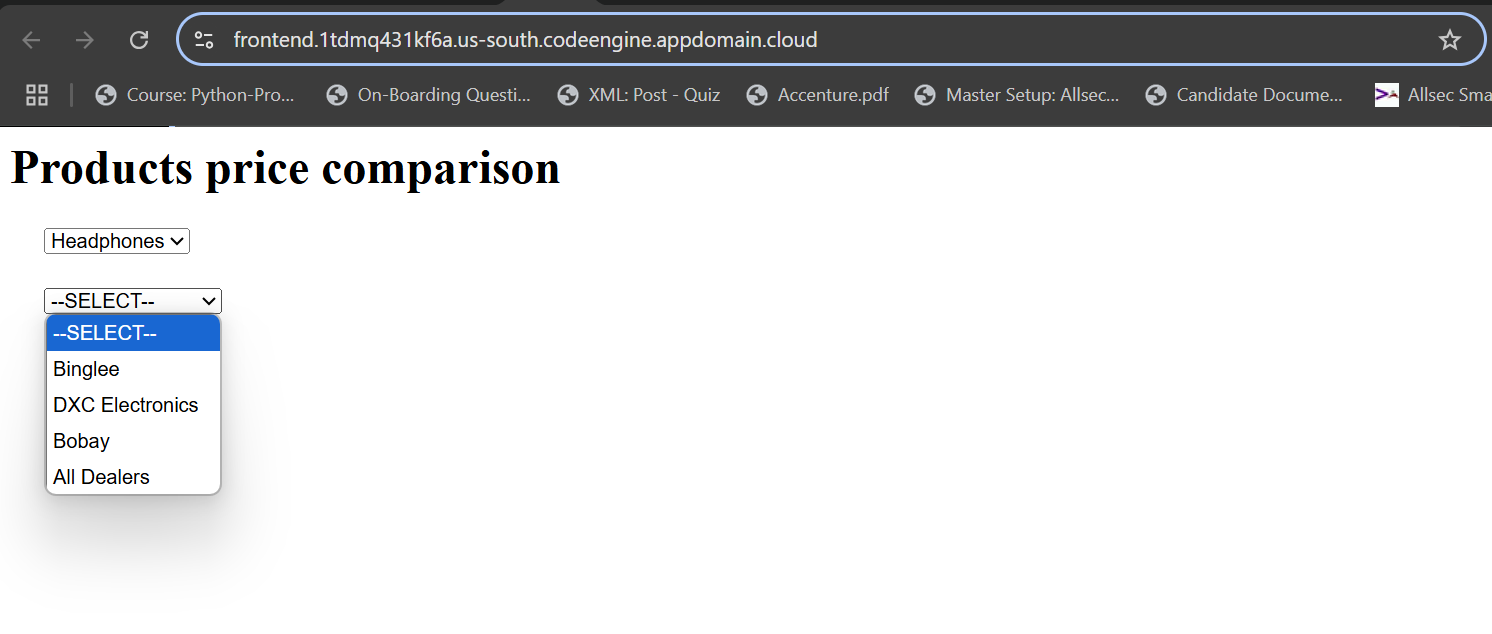 frontend.1tdmq431kf6a.us-south.codeengine.appdomain.cloud
Course: Python-Pro... On-Boarding Questi... XML: Post - Quiz Accenture.pdf Master Setup: Allsec... Candidate Docume... Allsec Sma
Products price comparison
Headphones
--SELECT--
--SELECT--
Binglee
DXC Electronics
Bobay
All Dealers